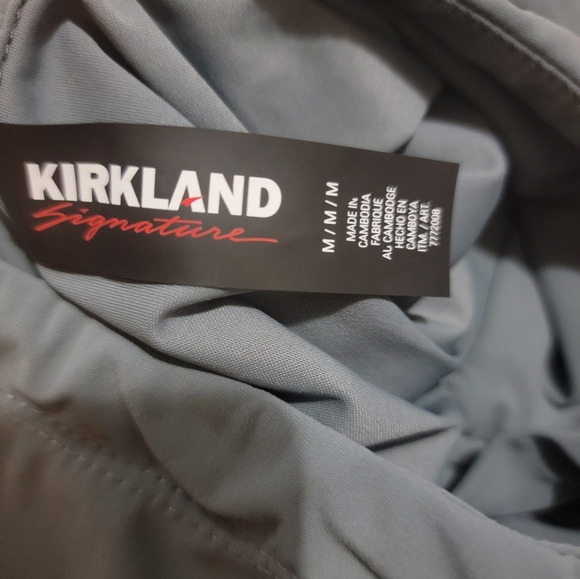 KIRKLAND
Signature
M / M / M
MADE IN
CAMBODIA
FABRIQUÉ
AU CAMBODGE
HECHO EN
CAMBOYA
ITM. / ART.
7772008